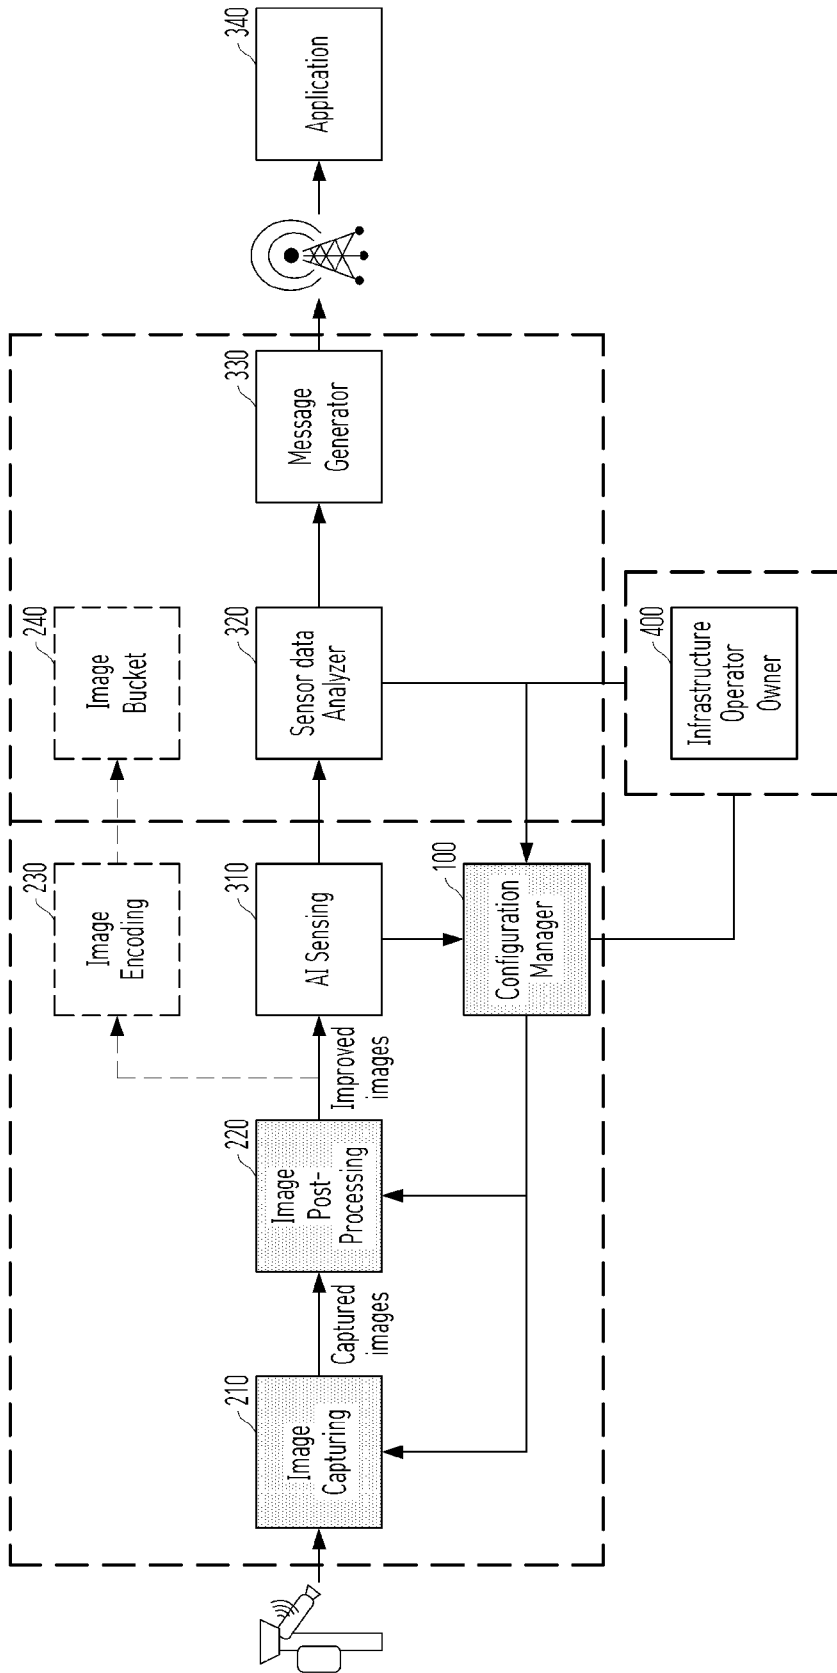 230
Image
Encoding
240
Image
Bucket
210
Image
Capturing
Captured
images
220
Image
Post-
Processing
Improved
images
310
AI Sensing
320
Sensor data
Analyzer
330
Message
Generator
340
Application
100
Configuration
Manager
400
Infrastructure
Operator
Owner